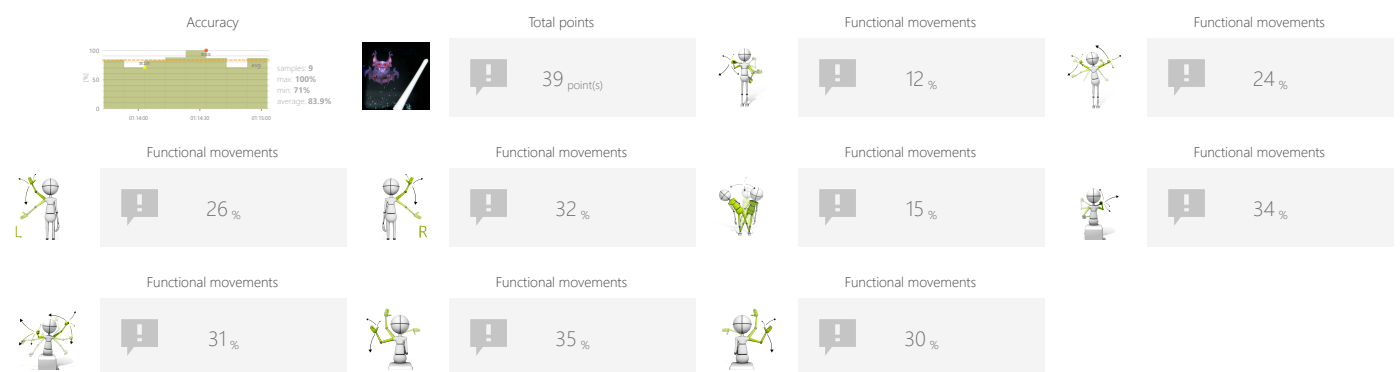 Accuracy
100
50
0
(%)
01:14:00
01:14:30
01:15:00
samples: 9
max: 100%
min: 71%
average: 83.9%
Total points
39 point(s)
Functional movements
12 %
Functional movements
24 %
Functional movements
L
26 %
Functional movements
R
32 %
Functional movements
15 %
Functional movements
34 %
Functional movements
31 %
Functional movements
35 %
Functional movements
30 %